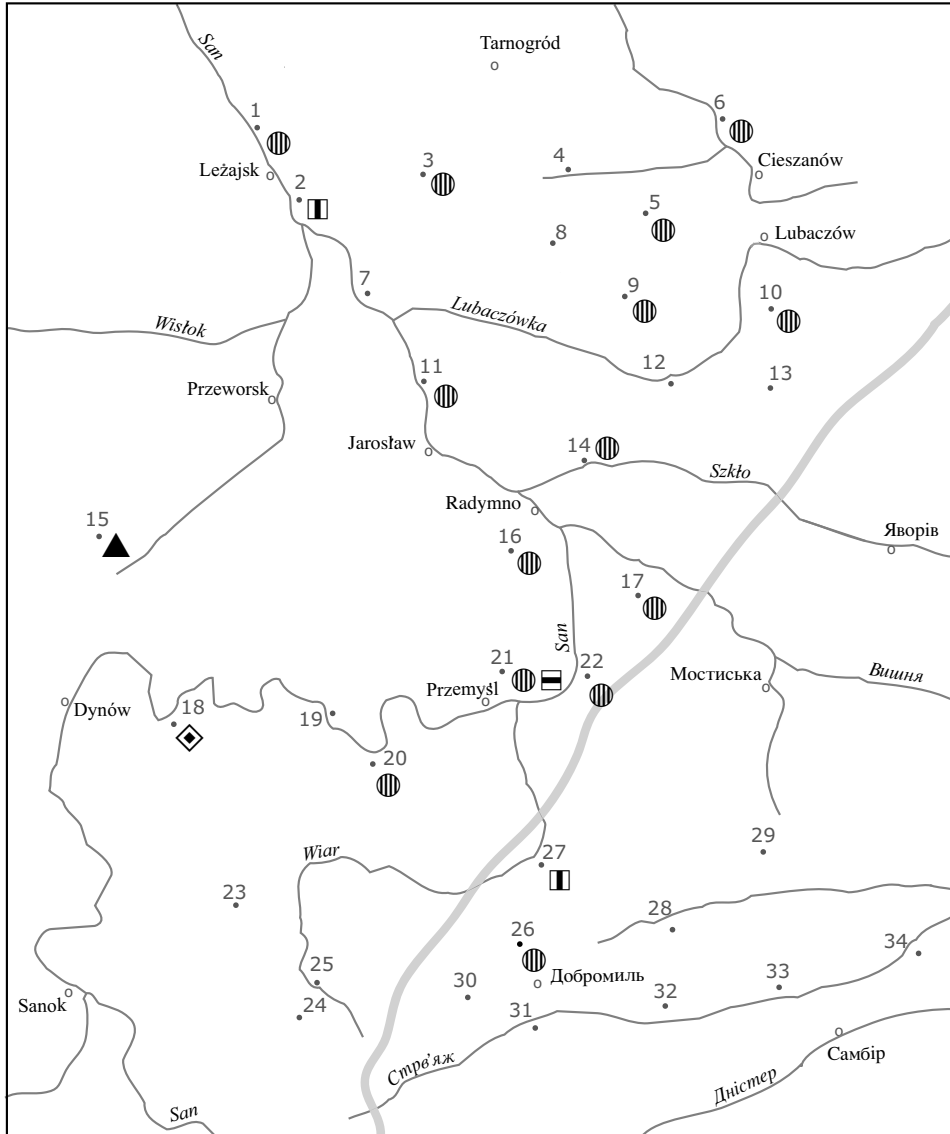 San
Tarnogród
1
6
3
4
Cieszanów
Leżajsk
2
5
8
Lubaczów
7
9
10
Lubaczówka
Wisłok
12
13
11
Przeworsk
14
Jarosław
Szkło
Radymno
15
Яворів
16
17
San
21
22
Мостиська
Вишня
Przemyśl
Dynów
18
19
20
29
Wiar
27
23
28
26
34
25
Добромиль
33
Sanok
30
24
32
31
Самбір
Стрв’яж
Дністер
San